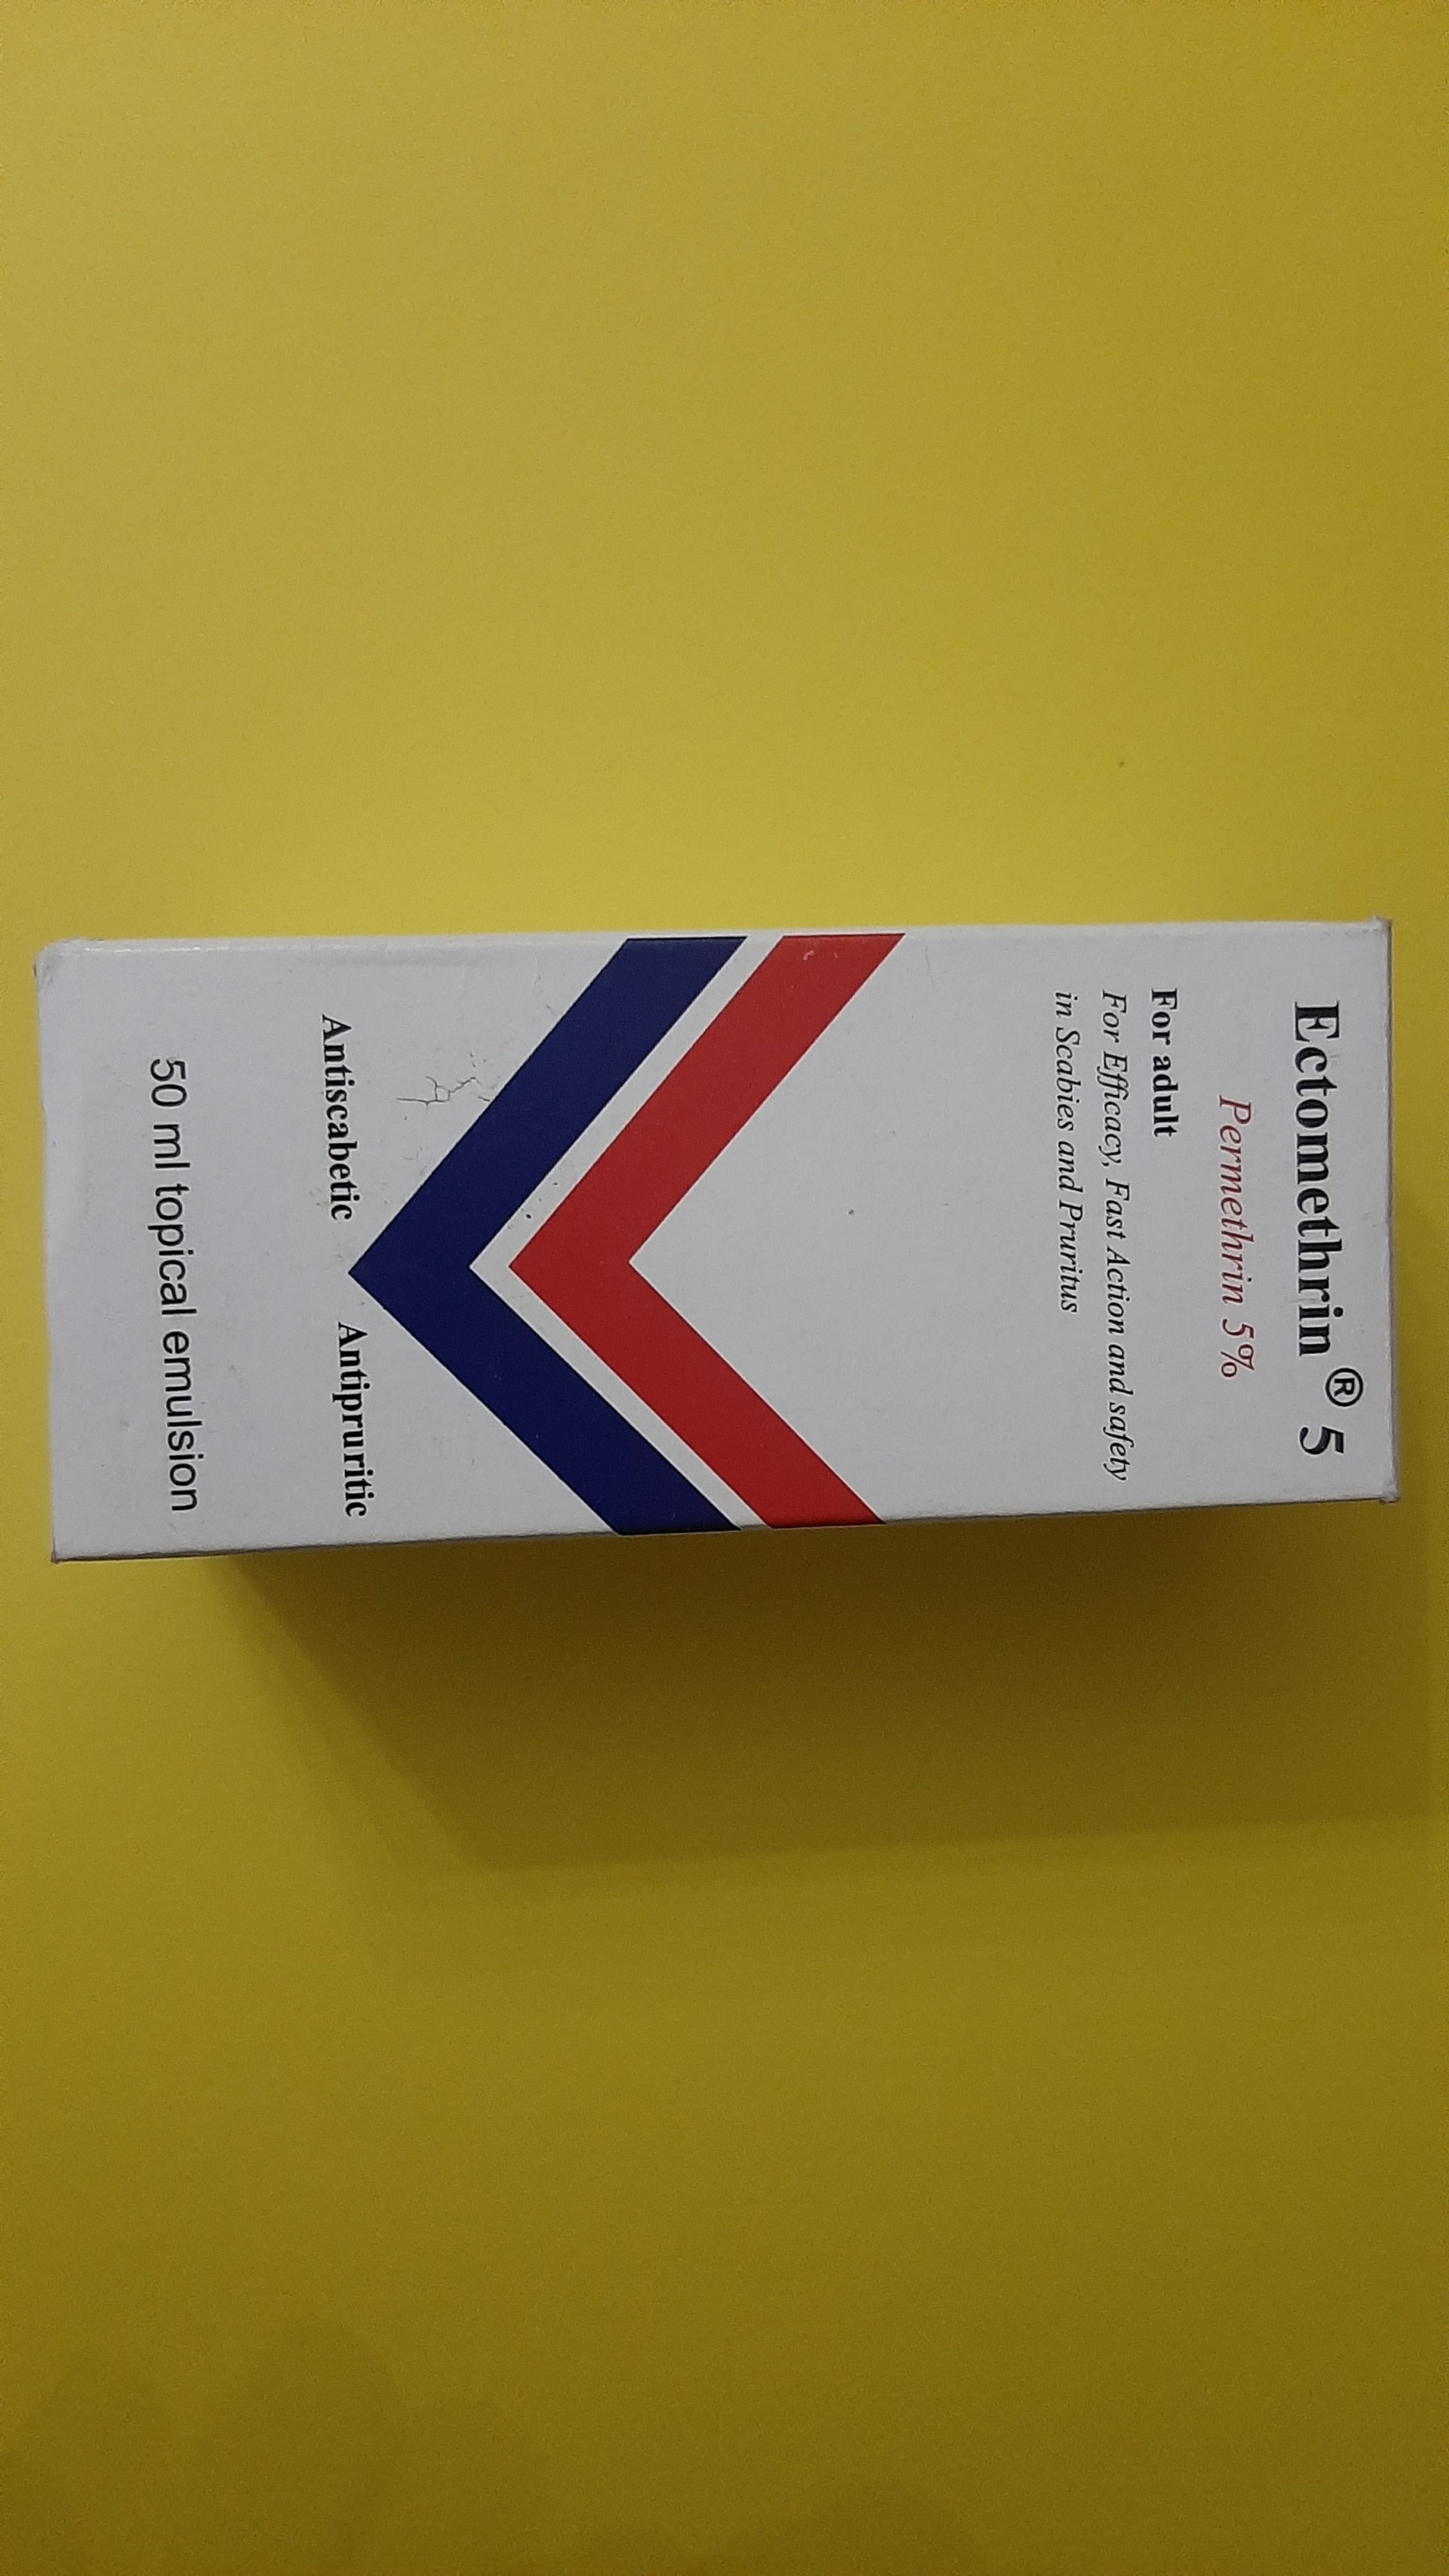 Ectomethrin ® 5
Permethrin 5%
For adult
For Efficacy, Fast Action and safety
in Scabies and Pruritus
Antiscabetic Antipruritic
50 ml topical emulsion